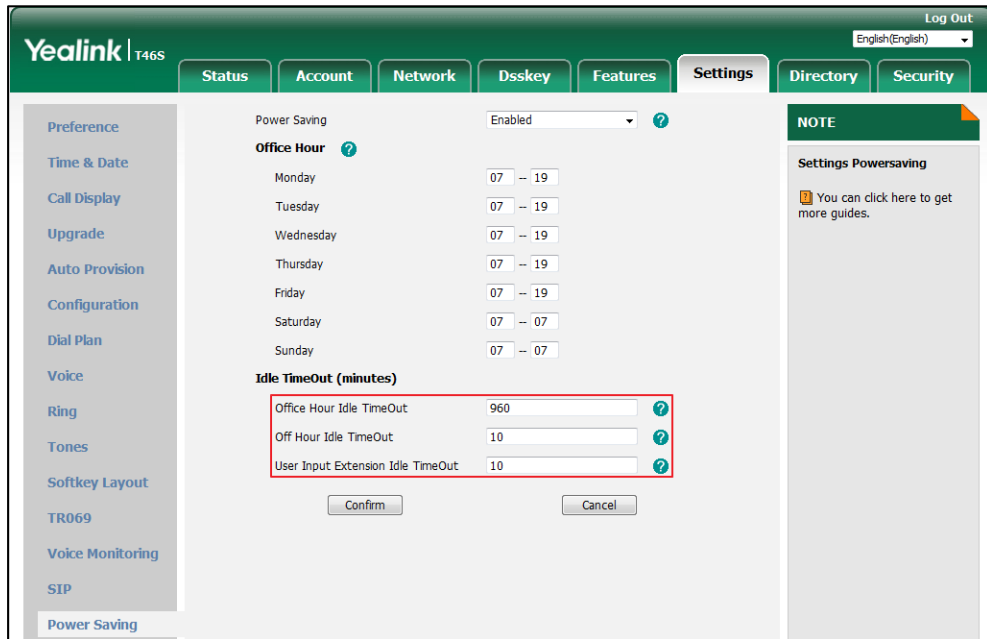 Log Out
English(English)
Yealink | T46S
Status Account Network Dsskey Features Settings Directory Security
Preference
Time & Date
Call Display
Upgrade
Auto Provision
Configuration
Dial Plan
Voice
Ring
Tones
Softkey Layout
TR069
Voice Monitoring
SIP
Power Saving
Power Saving Enabled ?
Office Hour ?
Monday 07 -- 19
Tuesday 07 -- 19
Wednesday 07 -- 19
Thursday 07 -- 19
Friday 07 -- 19
Saturday 07 -- 07
Sunday 07 -- 07
Idle TimeOut (minutes)
Office Hour Idle TimeOut 960 ?
Off Hour Idle TimeOut 10 ?
User Input Extension Idle TimeOut 10 ?
Confirm Cancel
NOTE
Settings Powersaving
? You can click here to get
more guides.